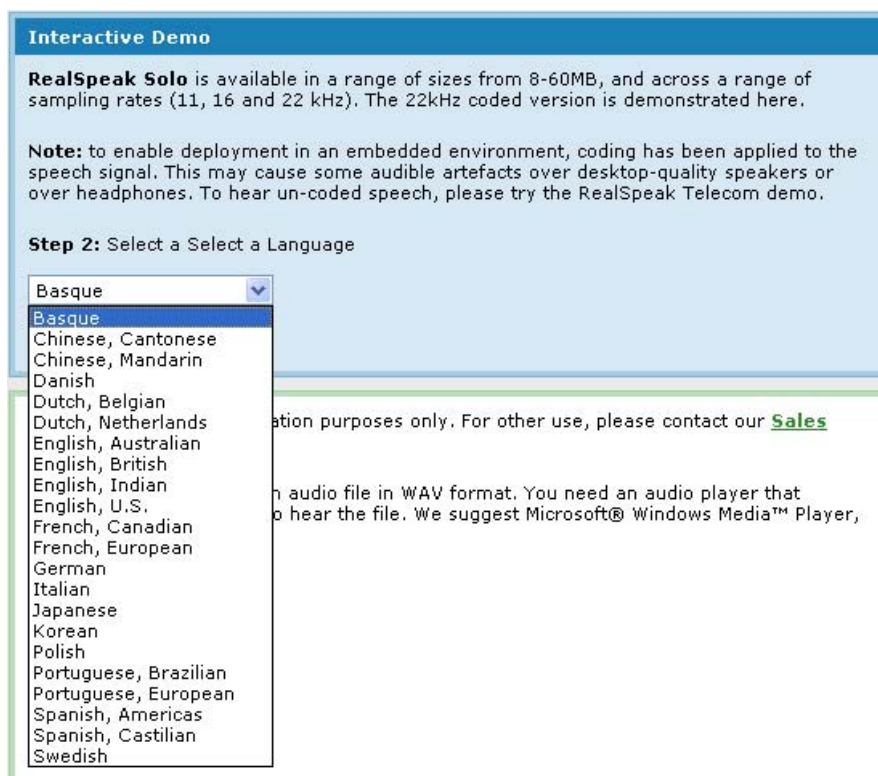 Interactive Demo
RealSpeak Solo is available in a range of sizes from 8-60MB, and across a range of
sampling rates (11, 16 and 22 kHz). The 22kHz coded version is demonstrated here.
Note: to enable deployment in an embedded environment, coding has been applied to the
speech signal. This may cause some audible artefacts over desktop-quality speakers or
over headphones. To hear un-coded speech, please try the RealSpeak Telecom demo.
Step 2: Select a Select a Language
Basque
Basque
Chinese, Cantonese
Chinese, Mandarin
Danish
Dutch, Belgian
Dutch, Netherlands
English, Australian
English, British
English, Indian
English, U.S.
French, Canadian
French, European
German
Italian
Japanese
Korean
Polish
Portuguese, Brazilian
Portuguese, European
Spanish, Americas
Spanish, Castilian
Swedish
purposes only. For other use, please contact our Sales
audio file in WAV format. You need an audio player that
hear the file. We suggest Microsoft® Windows Media™ Player,